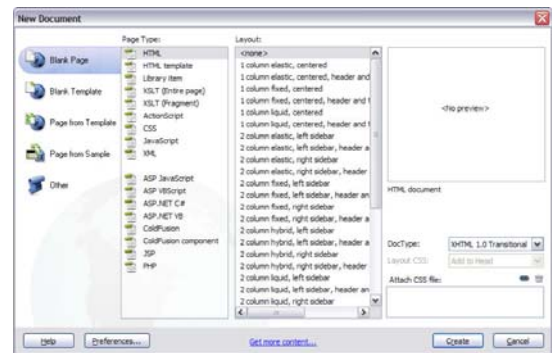 New Document
Page Type:
Layout:
Blank Page
Blank Template
Page from Template
Page from Sample
Other
HTML
HTML template
Library item
XSLT (Entire page)
XSLT (Fragment)
ActionScript
CSS
JavaScript
XML
ASP JavaScript
ASP VBScript
ASP.NET C#
ASP.NET VB
ColdFusion
ColdFusion component
JSP
PHP
<none>
1 column elastic, centered
1 column elastic, centered, header and
1 column fixed, centered
1 column fixed, centered, header and f
1 column liquid, centered
1 column liquid, centered, header and f
2 column elastic, left sidebar
2 column elastic, left sidebar, header a
2 column elastic, right sidebar
2 column elastic, right sidebar, header
2 column fixed, left sidebar
2 column fixed, left sidebar, header an
2 column fixed, right sidebar
2 column fixed, right sidebar, header a
2 column hybrid, left sidebar
2 column hybrid, left sidebar, header a
2 column hybrid, right sidebar
2 column hybrid, right sidebar, header
2 column liquid, left sidebar
2 column liquid, left sidebar, header an
2 column liquid, right sidebar
<No preview>
HTML document
DocType: XHTML 1.0 Transitional
Layout CSS: Add to Head
Attach CSS file:
Help
Preferences...
Get more content...
Create
Cancel